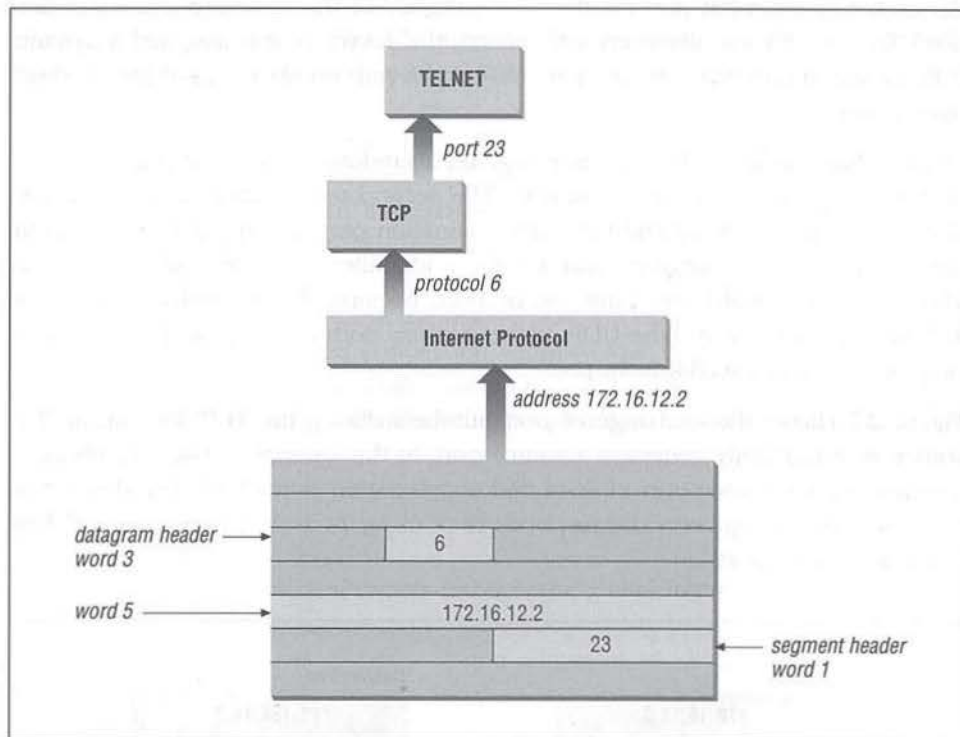 TELNET
port 23
TCP
protocol 6
Internet Protocol
address 172.16.12.2
datagram header
word 3
6
word 5
172.16.12.2
23
segment header
word 1